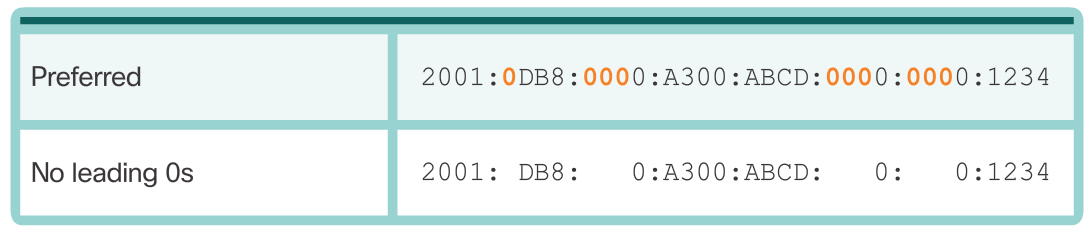 Preferred
2001:0DB8:0000:A300:ABCD:0000:0000:1234
No leading 0s
2001: DB8:   0:A300:ABCD:   0:   0:1234